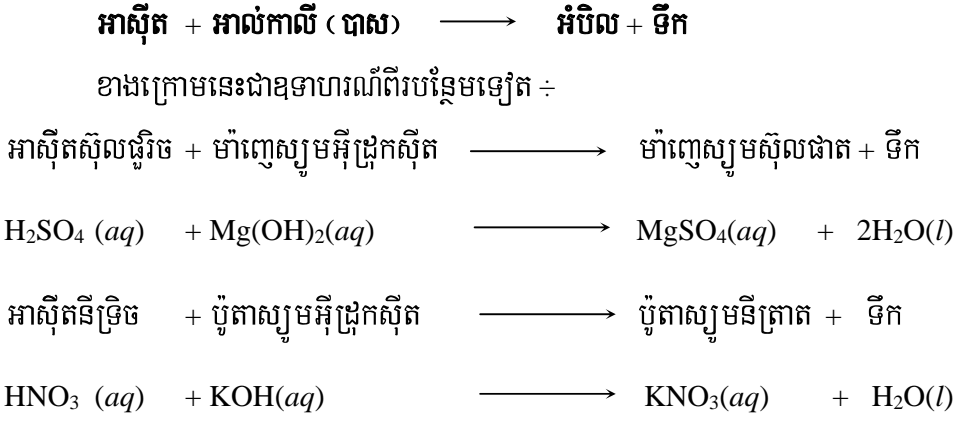 អាស៊ីត + អាល់កាលី ( បាស) ⟶ អំបិល + ទឹក
ខាងក្រោមនេះជាឧទាហរណ៍ពីរបន្ថែមទៀត ÷
អាស៊ីតស៊ុលផួរិច + ម៉ាញេស្យូមអ៊ីដ្រុកស៊ីត ⟶ ម៉ាញេស្យូមស៊ុលផាត + ទឹក
H₂SO₄ (aq) + Mg(OH)₂(aq) ⟶ MgSO₄(aq) + 2H₂O(l)
អាស៊ីតនីទ្រិច + ប៉ូតាស្យូមអ៊ីដ្រុកស៊ីត ⟶ ប៉ូតាស្យូមនីត្រាត + ទឹក
HNO₃ (aq) + KOH(aq) ⟶ KNO₃(aq) + H₂O(l)